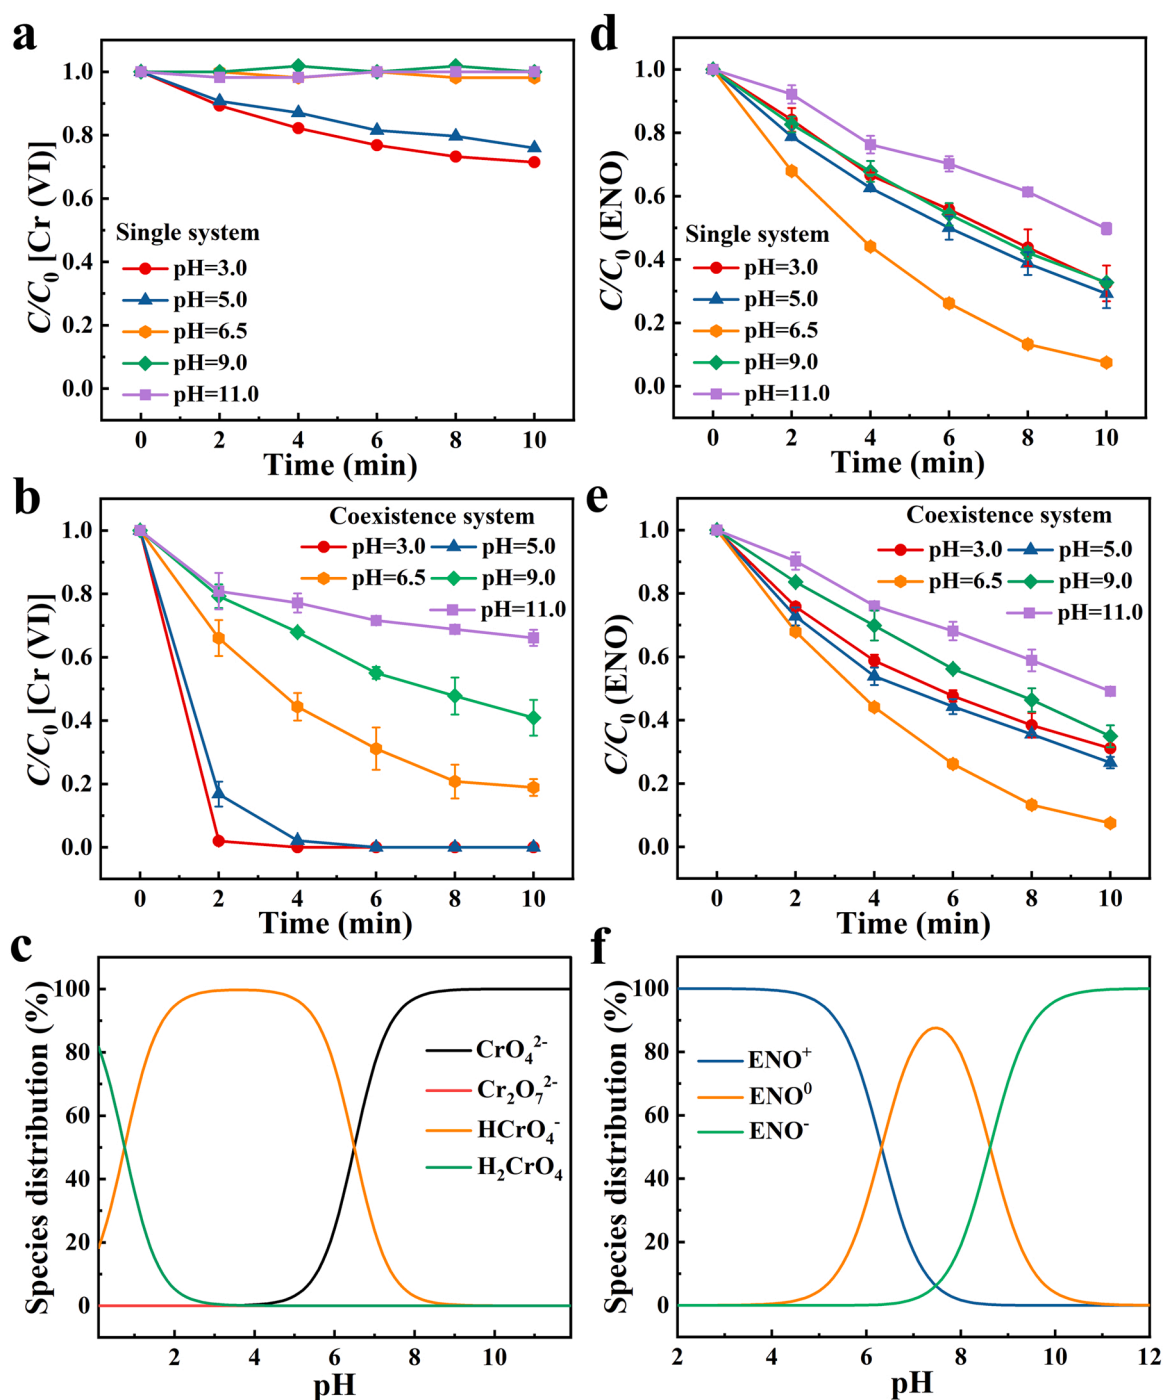 a
C/C0 [Cr (VI)]
1.0
0.8
0.6
0.4
0.2
0.0
Single system
pH=3.0
pH=5.0
pH=6.5
pH=9.0
pH=11.0
0 2 4 6 8 10
Time (min)
d
C/C0 (ENO)
1.0
0.8
0.6
0.4
0.2
0.0
Single system
pH=3.0
pH=5.0
pH=6.5
pH=9.0
pH=11.0
0 2 4 6 8 10
Time (min)
b
C/C0 [Cr (VI)]
1.0
0.8
0.6
0.4
0.2
0.0
Coexistence system
pH=3.0 pH=5.0
pH=6.5 pH=9.0
pH=11.0
0 2 4 6 8 10
Time (min)
e
C/C0 (ENO)
1.0
0.8
0.6
0.4
0.2
0.0
Coexistence system
pH=3.0 pH=5.0
pH=6.5 pH=9.0
pH=11.0
0 2 4 6 8 10
Time (min)
c
Species distribution (%)
100
80
60
40
20
0
CrO4^2-
Cr2O7^2-
HCrO4^-
H2CrO4
2 4 6 8 10
pH
f
Species distribution (%)
100
80
60
40
20
0
ENO^+
ENO^0
ENO^-
2 4 6 8 10 12
pH